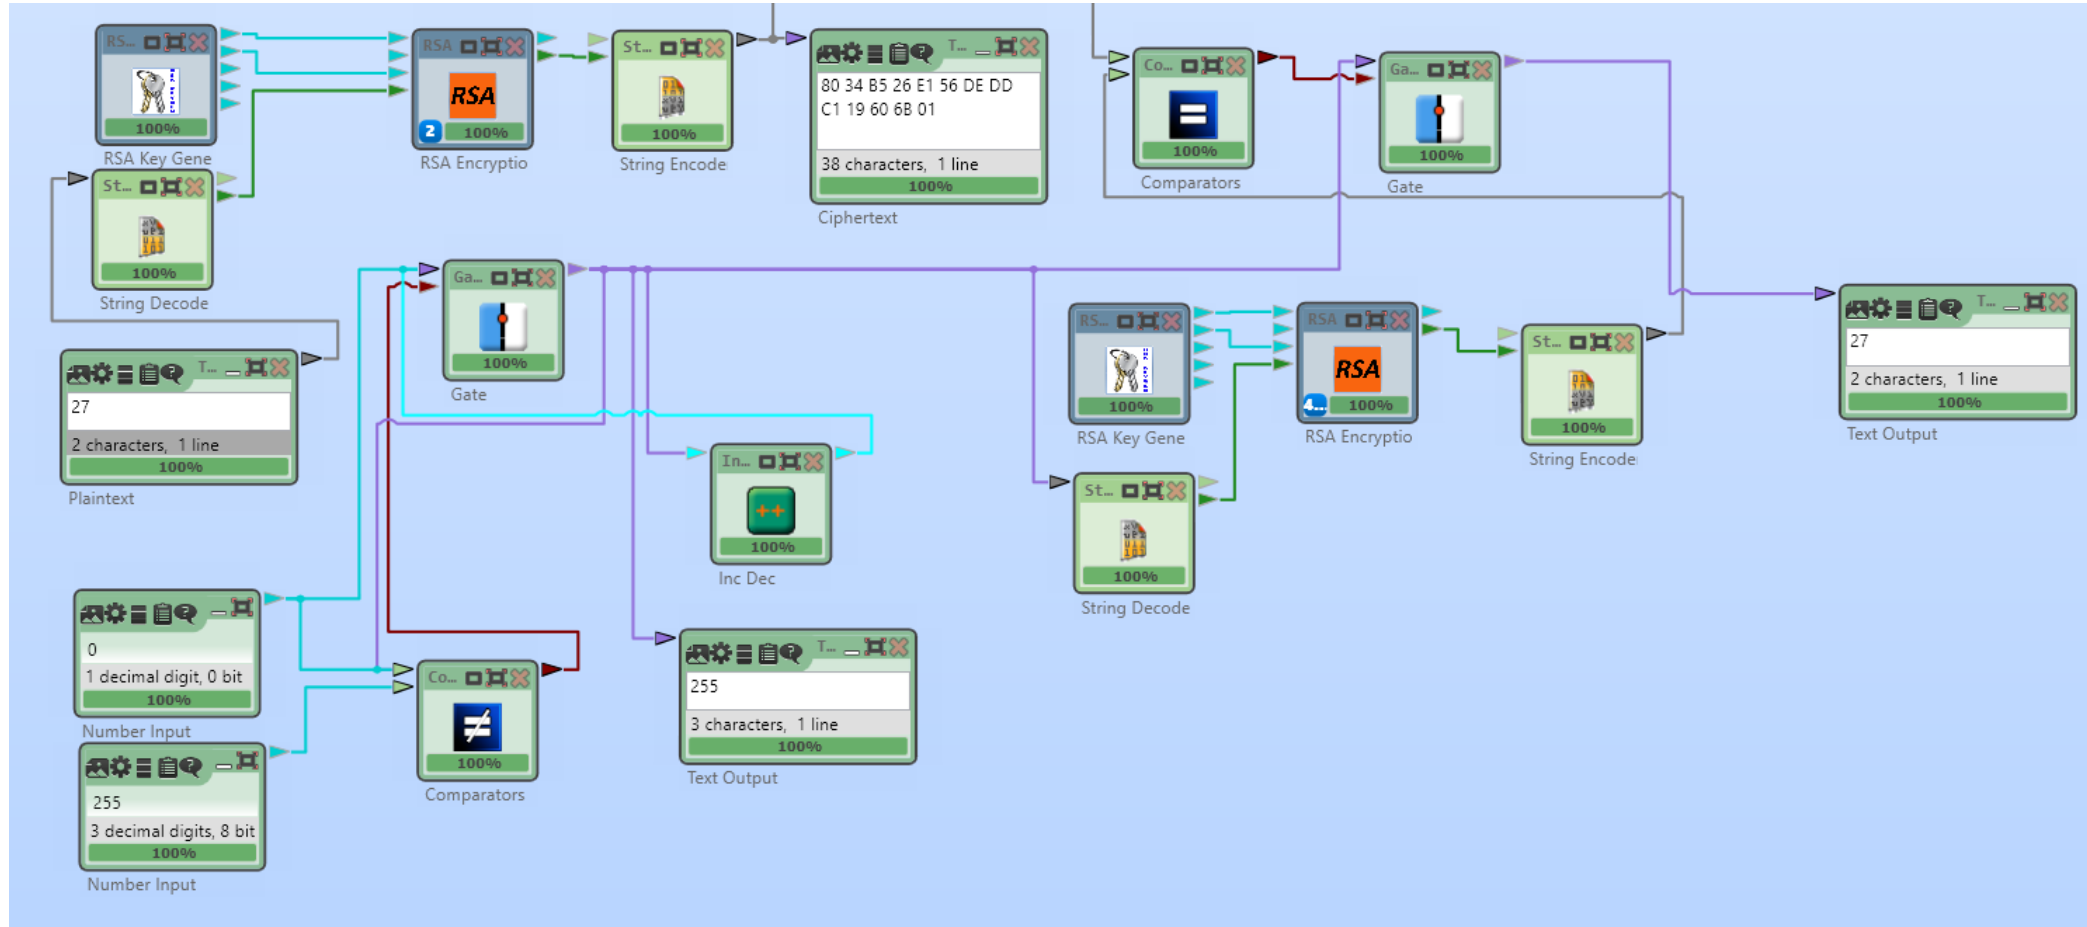 RS...
100%
RSA Key Gene
RSA
RSA
2
100%
RSA Encryptio
St...
100%
String Encode
T...
80 34 B5 26 E1 56 DE DD
C1 19 60 6B 01
38 characters, 1 line
100%
Ciphertext
Co...
=
100%
Comparators
Ga...
100%
Gate
St...
100%
String Decode
T...
27
2 characters, 1 line
100%
Plaintext
Ga...
100%
Gate
In...
++
100%
Inc Dec
RS...
100%
RSA Key Gene
RSA
RSA
4...
100%
RSA Encryptio
St...
100%
String Encode
T...
27
2 characters, 1 line
100%
Text Output
St...
100%
String Decode
0
1 decimal digit, 0 bit
100%
Number Input
255
3 decimal digits, 8 bit
100%
Number Input
Co...
≠
100%
Comparators
T...
255
3 characters, 1 line
100%
Text Output